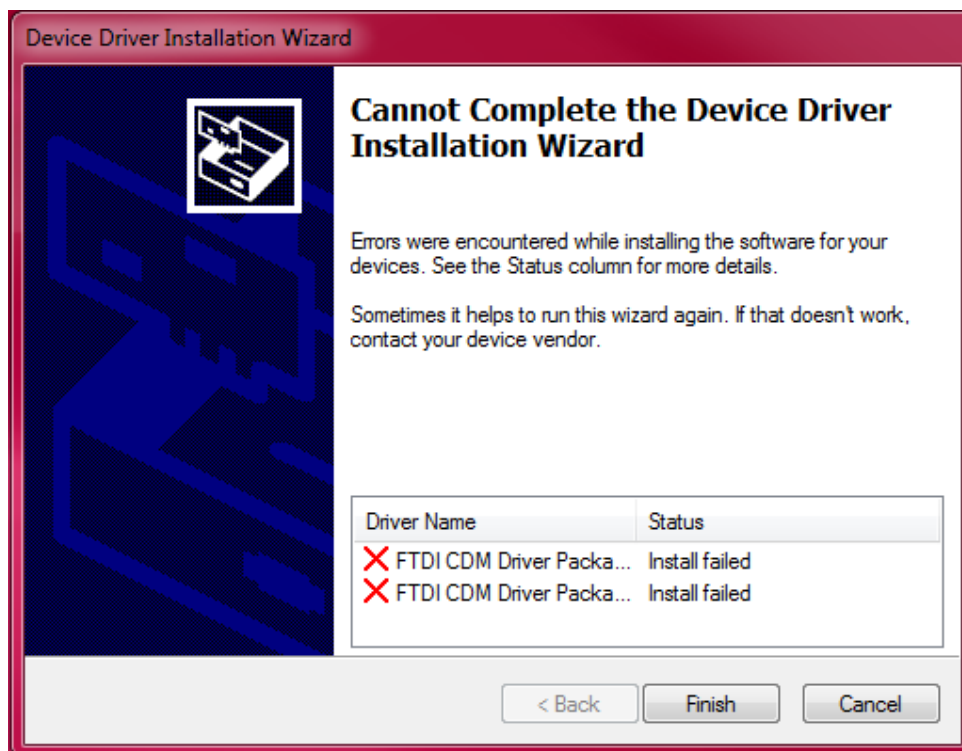 Device Driver Installation Wizard
Cannot Complete the Device Driver
Installation Wizard
Errors were encountered while installing the software for your
devices. See the Status column for more details.
Sometimes it helps to run this wizard again. If that doesn't work,
contact your device vendor.
Driver Name Status
FTDI CDM Driver Packa... Install failed
FTDI CDM Driver Packa... Install failed
< Back Finish Cancel